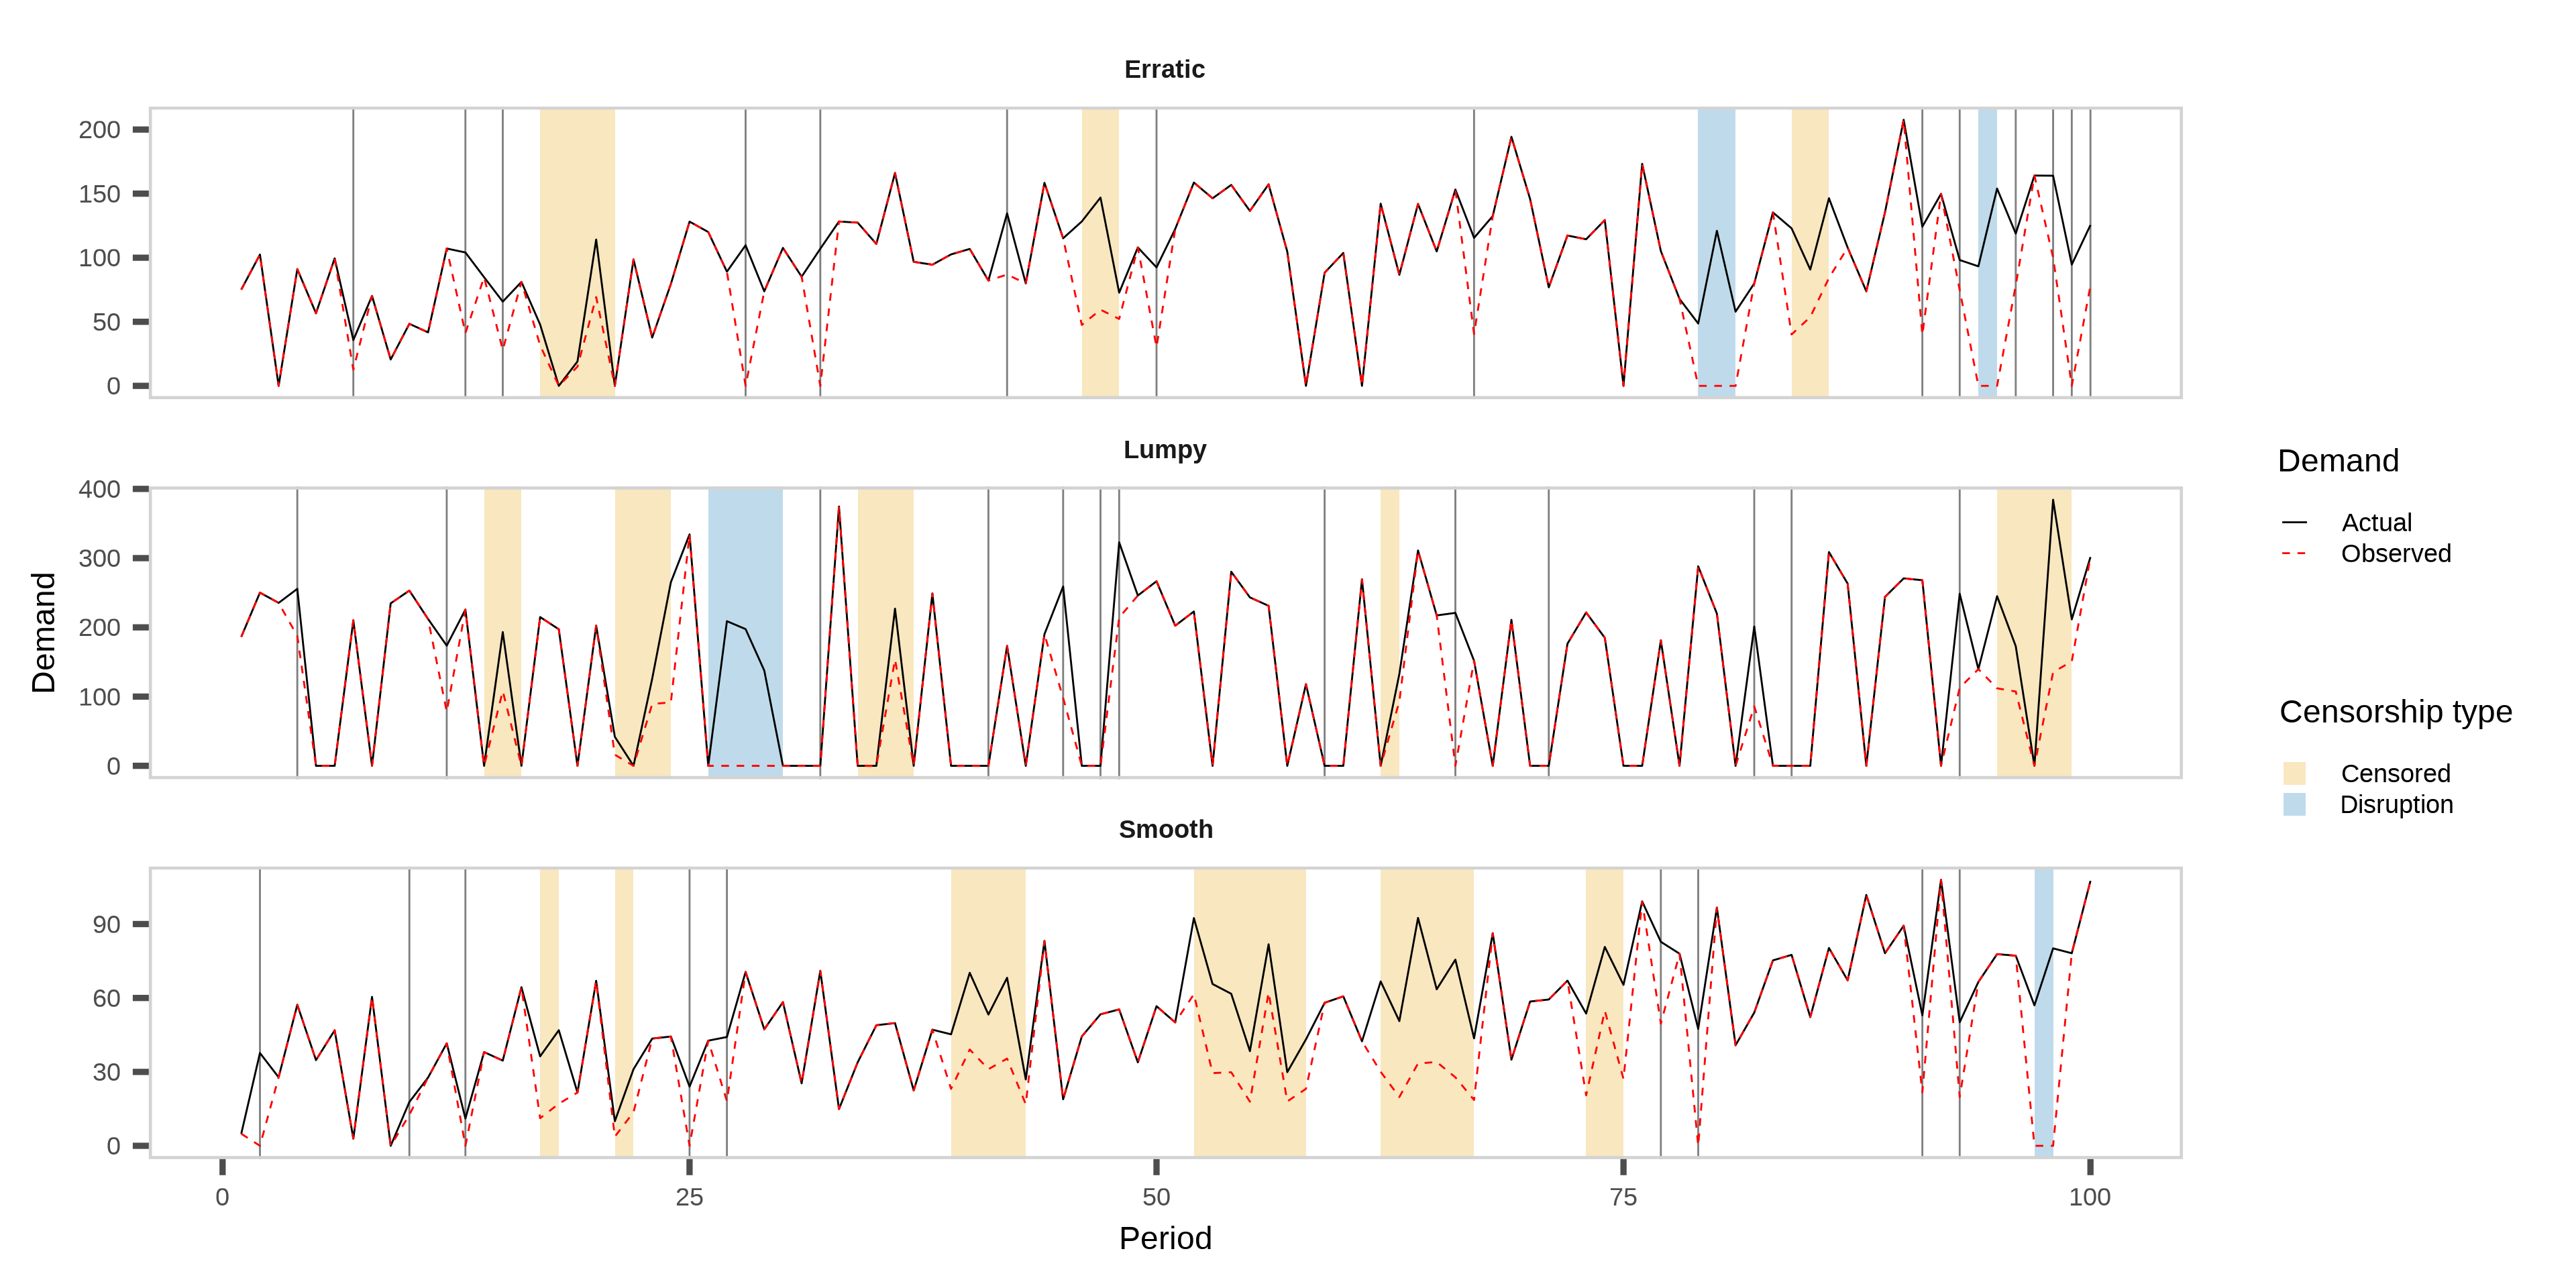 Erratic
200
150
100
50
0
Lumpy
400
300
200
100
0
Smooth
90
60
30
0
0 25 50 75 100
Period
Demand
Demand
Actual
Observed
Censorship type
Censored
Disruption